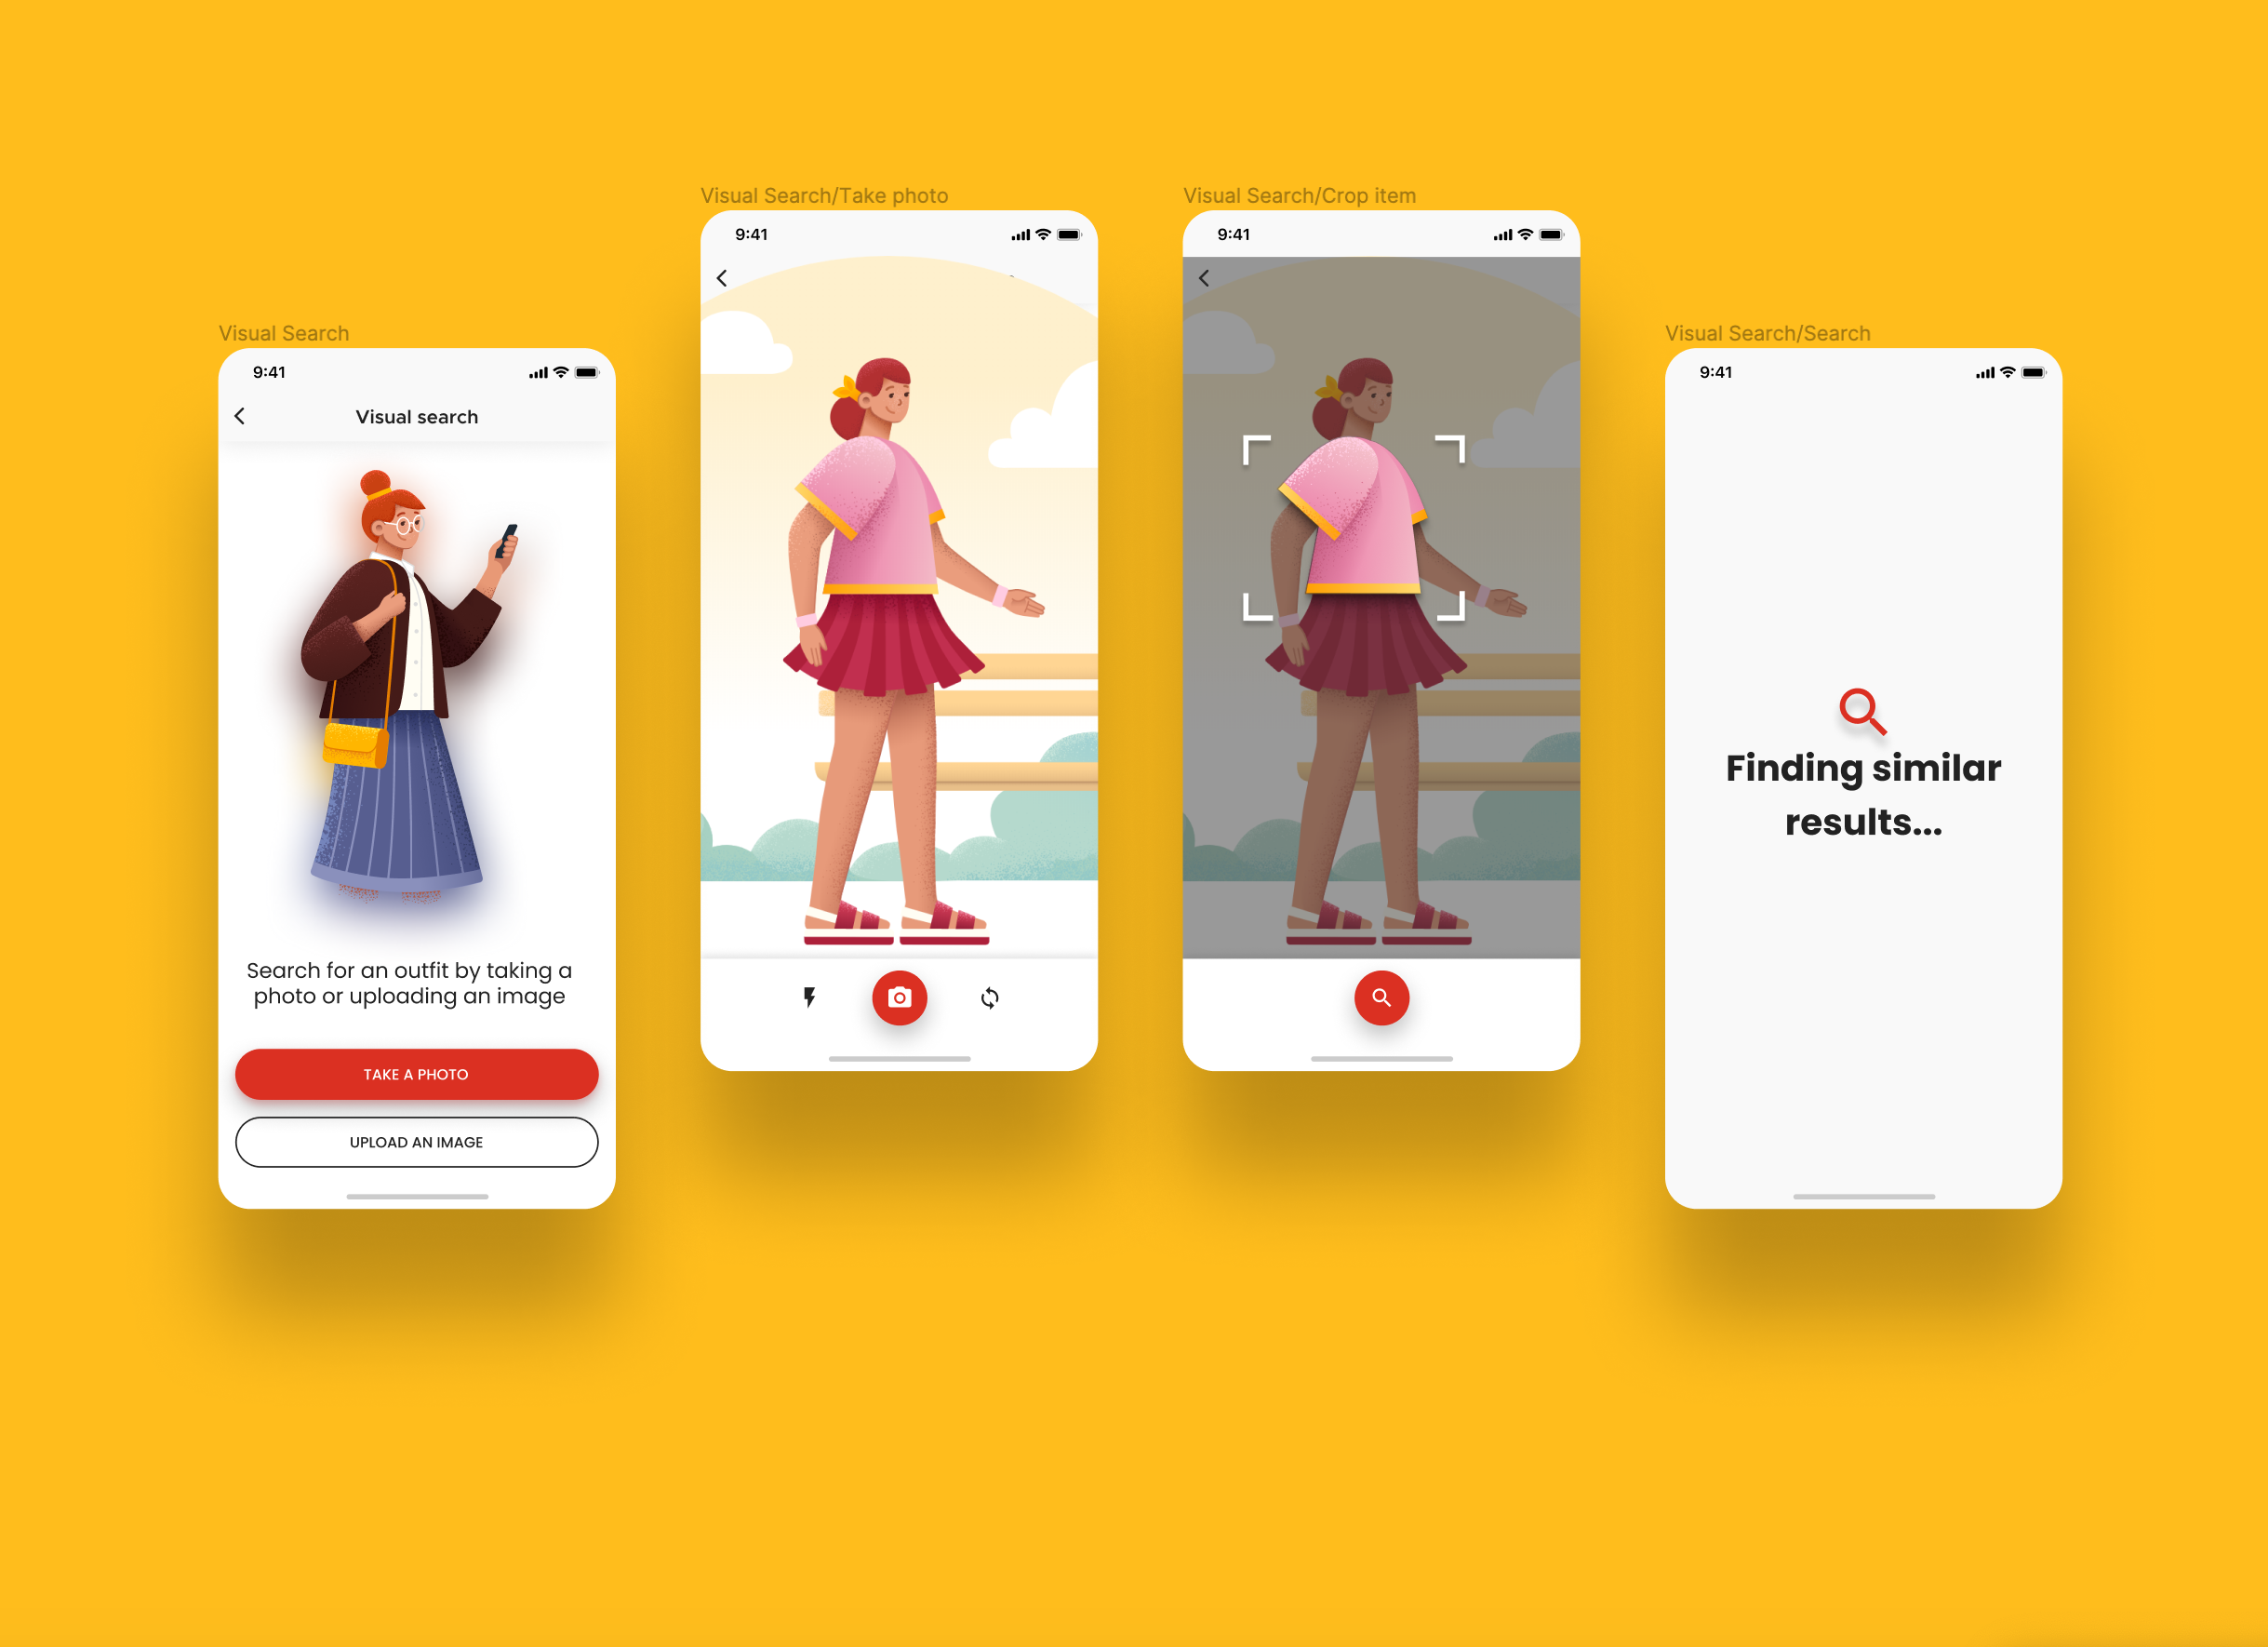 Visual Search
9:41
Visual search
Search for an outfit by taking a
photo or uploading an image
TAKE A PHOTO
UPLOAD AN IMAGE
Visual Search/Take photo
9:41
Visual Search/Crop item
9:41
Visual Search/Search
9:41
Finding similar
results...